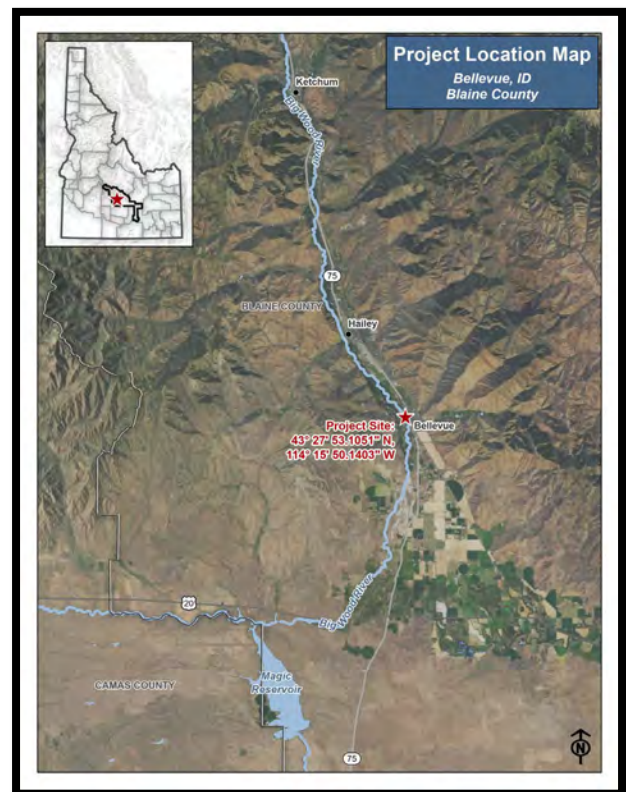 Project Location Map
Bellevue, ID
Blaine County
Ketchum
Big Wood River
75
BLAINE COUNTY
Hailey
Project Site:
43° 27' 53.1051" N,
114° 15' 50.1403" W
Bellevue
20
Big Wood River
CAMAS COUNTY
Magic
Reservoir
75
N